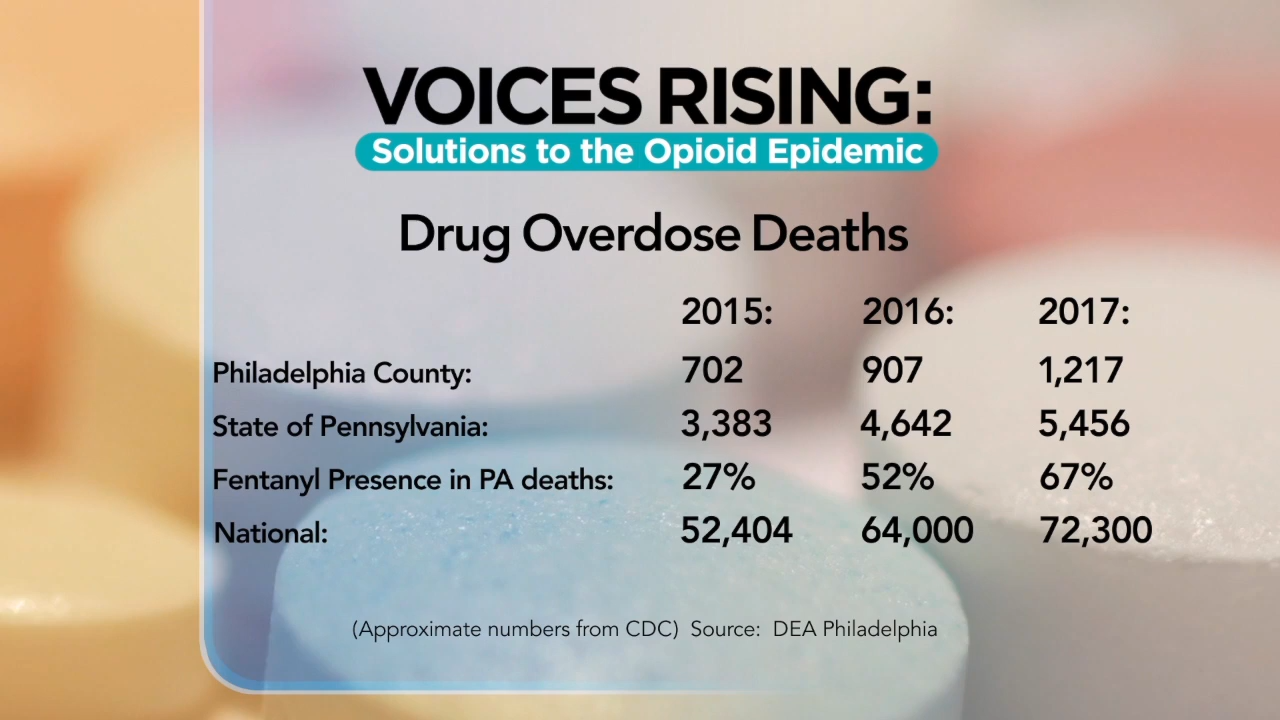 VOICES RISING:
Solutions to the Opioid Epidemic
Drug Overdose Deaths
2015: 2016: 2017:
Philadelphia County: 702 907 1,217
State of Pennsylvania: 3,383 4,642 5,456
Fentanyl Presence in PA deaths: 27% 52% 67%
National: 52,404 64,000 72,300
(Approximate numbers from CDC) Source: DEA Philadelphia